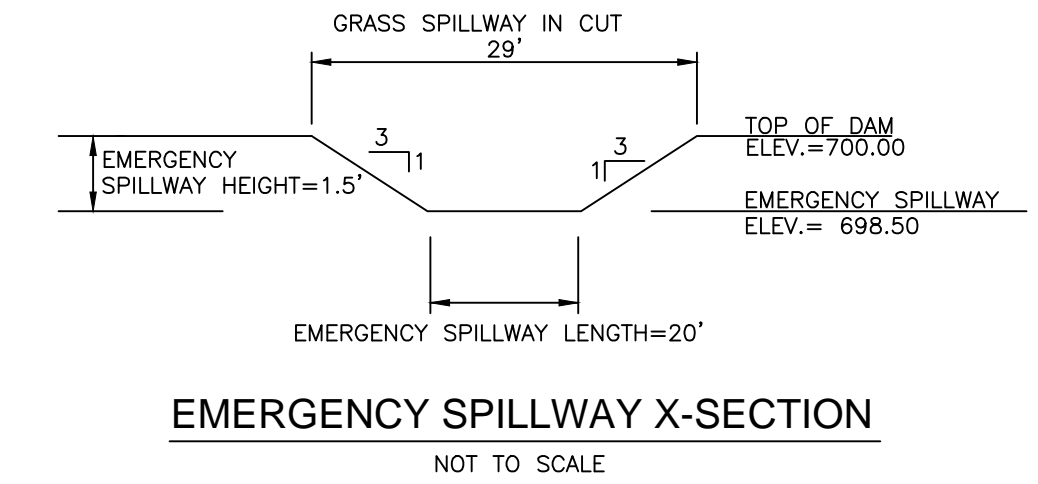 GRASS SPILLWAY IN CUT
29'
3
1
3
1
TOP OF DAM
ELEV.=700.00
EMERGENCY
SPILLWAY HEIGHT=1.5'
EMERGENCY SPILLWAY
ELEV.= 698.50
EMERGENCY SPILLWAY LENGTH=20'
EMERGENCY SPILLWAY X-SECTION
NOT TO SCALE